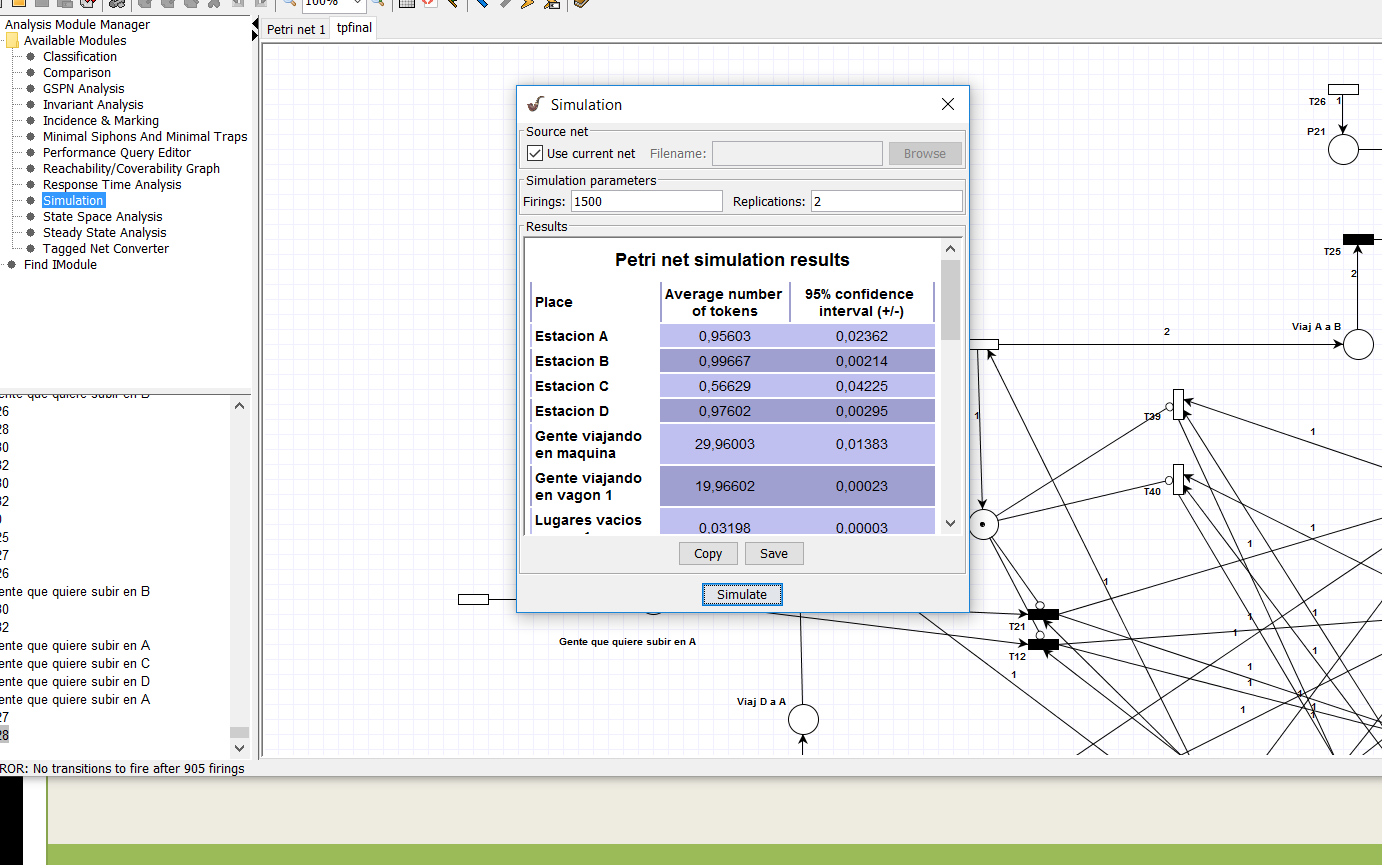 100%
Analysis Module Manager
Available Modules
Classification
Comparison
GSPN Analysis
Invariant Analysis
Incidence & Marking
Minimal Siphons And Minimal Traps
Performance Query Editor
Reachability/Coverability Graph
Response Time Analysis
Simulation
State Space Analysis
Steady State Analysis
Tagged Net Converter
Find IModule
ente que quiere subir en B
26
28
30
32
30
32
0
25
27
26
ente que quiere subir en B
30
32
ente que quiere subir en A
ente que quiere subir en C
ente que quiere subir en D
ente que quiere subir en A
27
28
ROR: No transitions to fire after 905 firings
Petri net 1
tpfinal
Simulation
Source net
Use current net
Filename:
Browse
Simulation parameters
Firings:
1500
Replications:
2
Results
Petri net simulation results
Place Average number of tokens 95% confidence interval (+/-)
Estacion A 0,95603 0,02362
Estacion B 0,99667 0,00214
Estacion C 0,56629 0,04225
Estacion D 0,97602 0,00295
Gente viajando
en maquina 29,96003 0,01383
Gente viajando
en vagon 1 19,96602 0,00023
Lugares vacios 0,03198 0,00003
Copy
Save
Simulate
T26
1
P21
T25
2
Viaj A a B
2
1
T39
1
T40
1
1
1
T21
1
1
T12
1
1
1
1
1
1
1
1
1
Gente que quiere subir en A
Viaj D a A